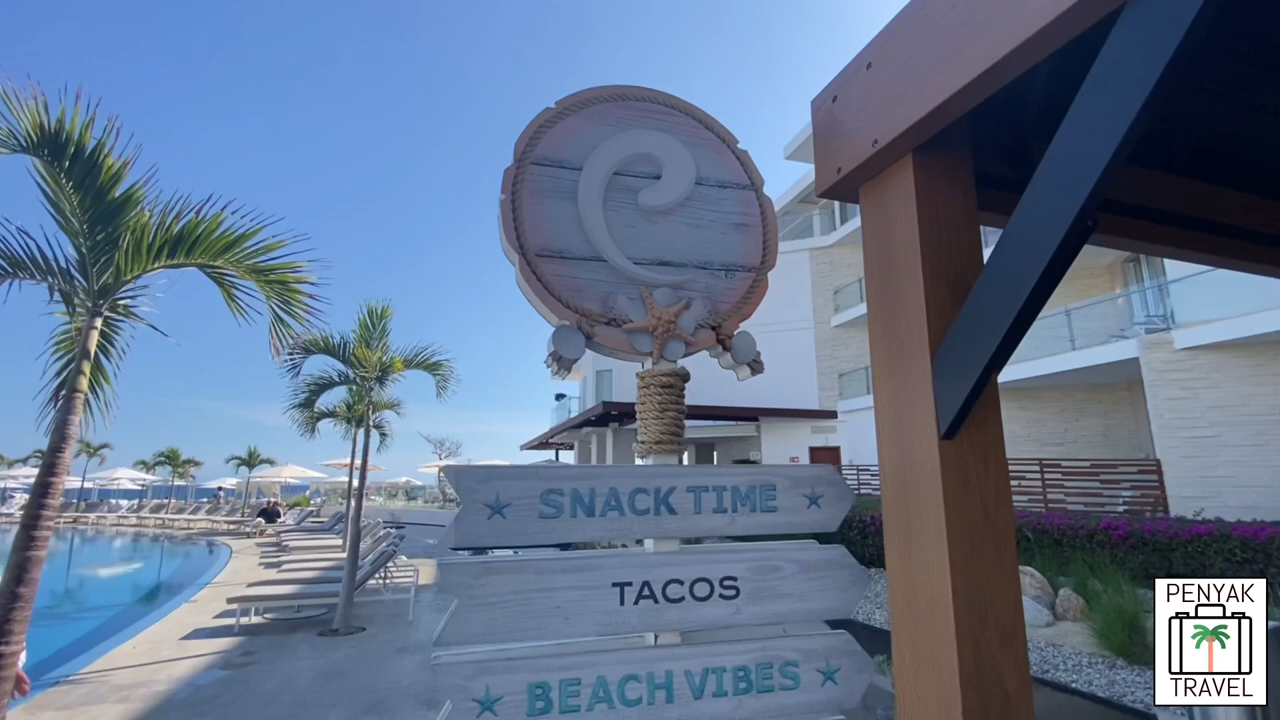 SNACK TIME
TACOS
BEACH VIBES
PENYAK
TRAVEL